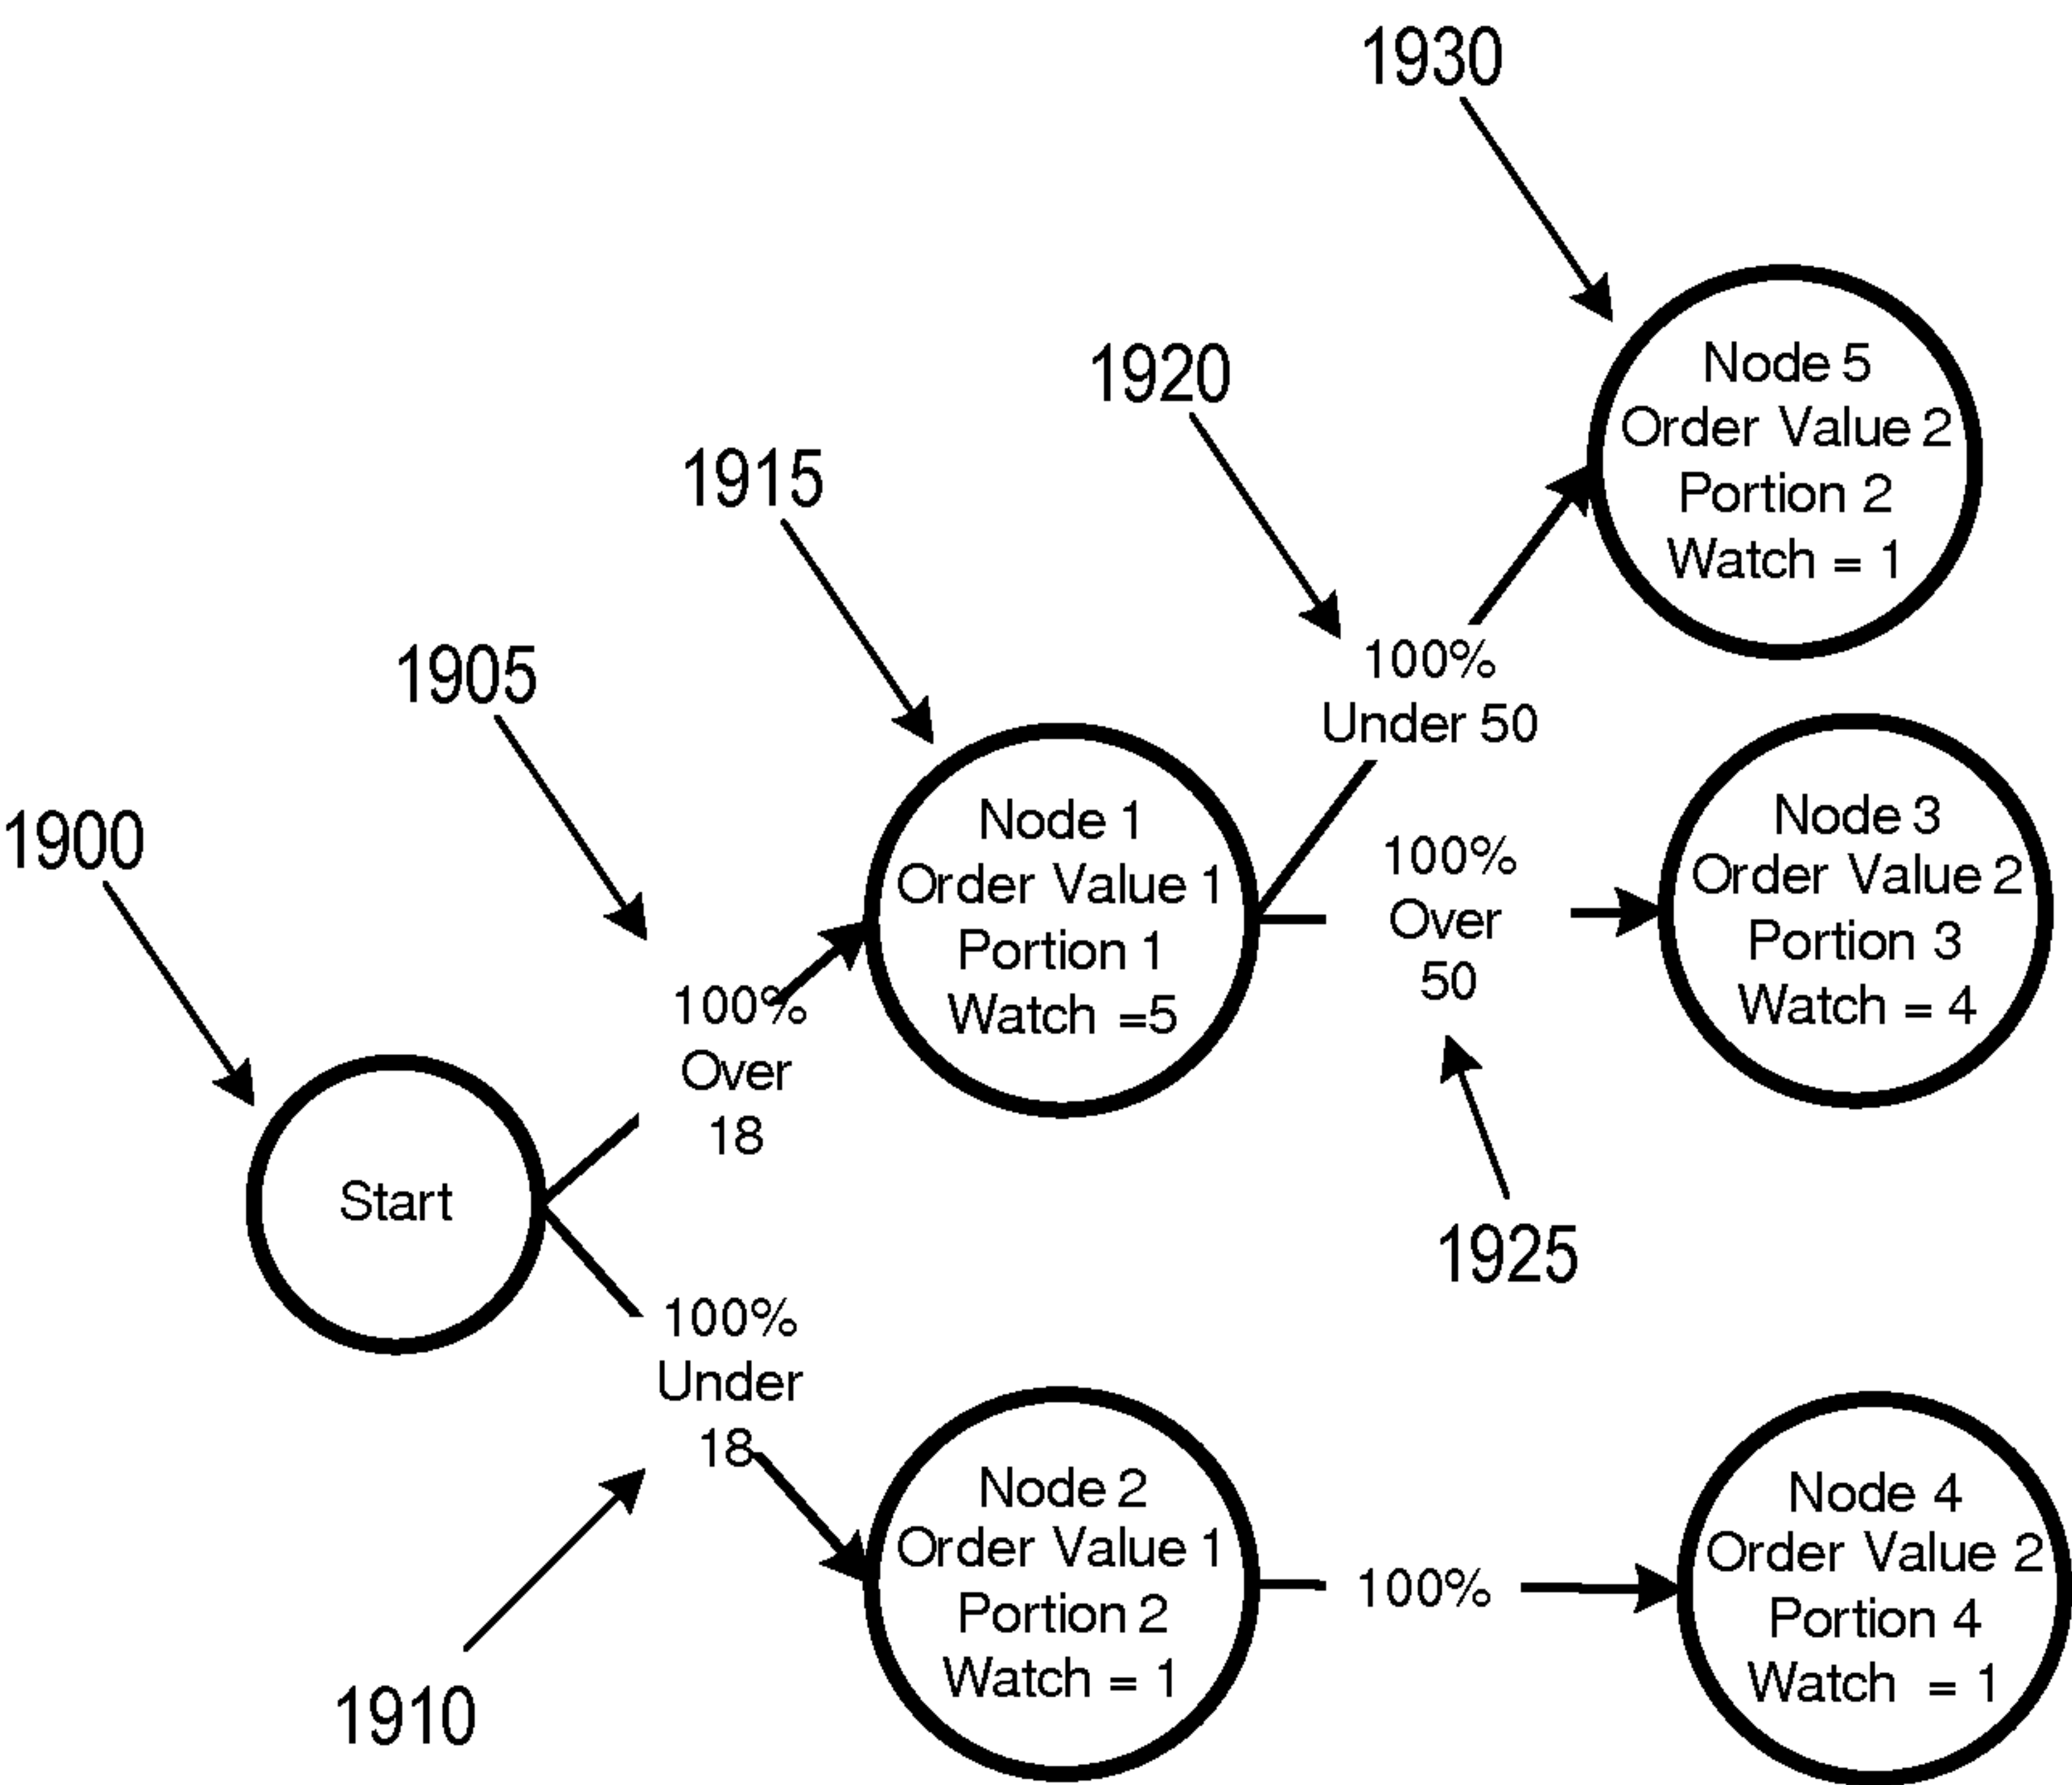 1930
1920
Node 5
Order Value 2
Portion 2
Watch = 1
1915
1905
100%
Under 50
1900
Node 1
Order Value 1
Portion 1
Watch =5
100%
Over
50
Node 3
Order Value 2
Portion 3
Watch = 4
100%
Over
18
Start
1925
100%
Under
18
Node 2
Order Value 1
Portion 2
Watch = 1
100%
Node 4
Order Value 2
Portion 4
Watch = 1
1910